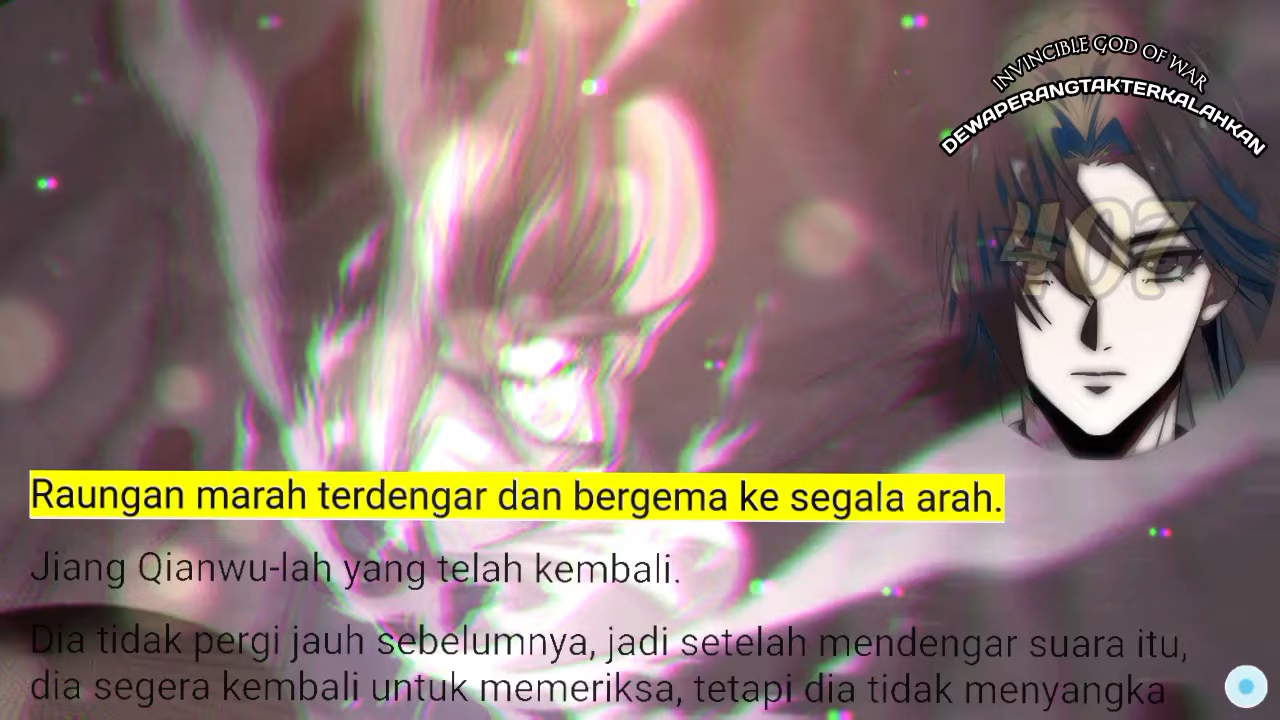 INVINCIBLE GOD OF WAR
DEWAPERANGTAKTERKALAHKAN
407
Raungan marah terdengar dan bergema ke segala arah.
Jiang Qianwu-lah yang telah kembali.
Dia tidak pergi jauh sebelumnya, jadi setelah mendengar suara itu,
dia segera kembali untuk memeriksa, tetapi dia tidak menyangka